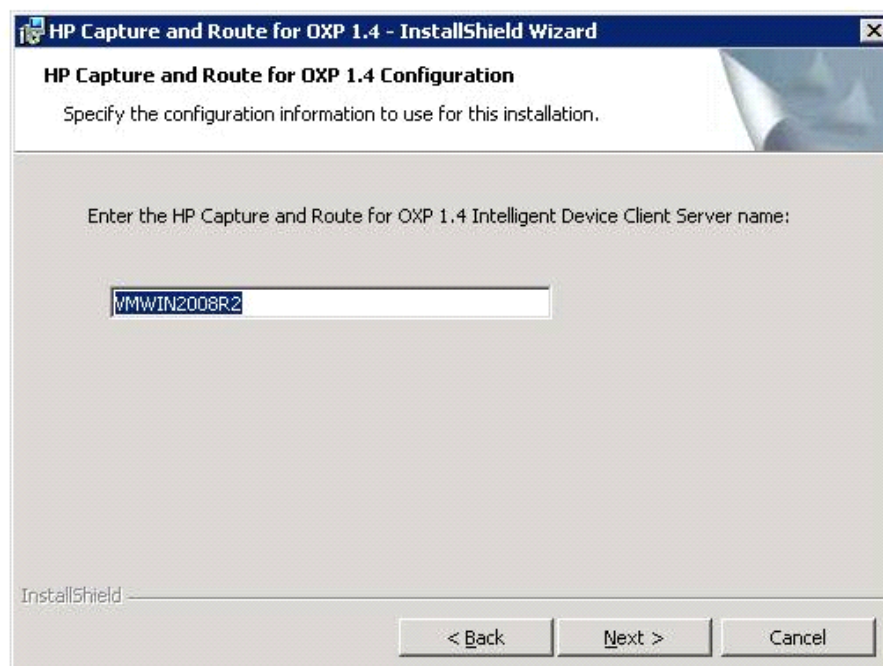 HP Capture and Route for OXP 1.4 - InstallShield Wizard
HP Capture and Route for OXP 1.4 Configuration
Specify the configuration information to use for this installation.
Enter the HP Capture and Route for OXP 1.4 Intelligent Device Client Server name:
VMWIN2008R2
InstallShield
< Back
Next >
Cancel